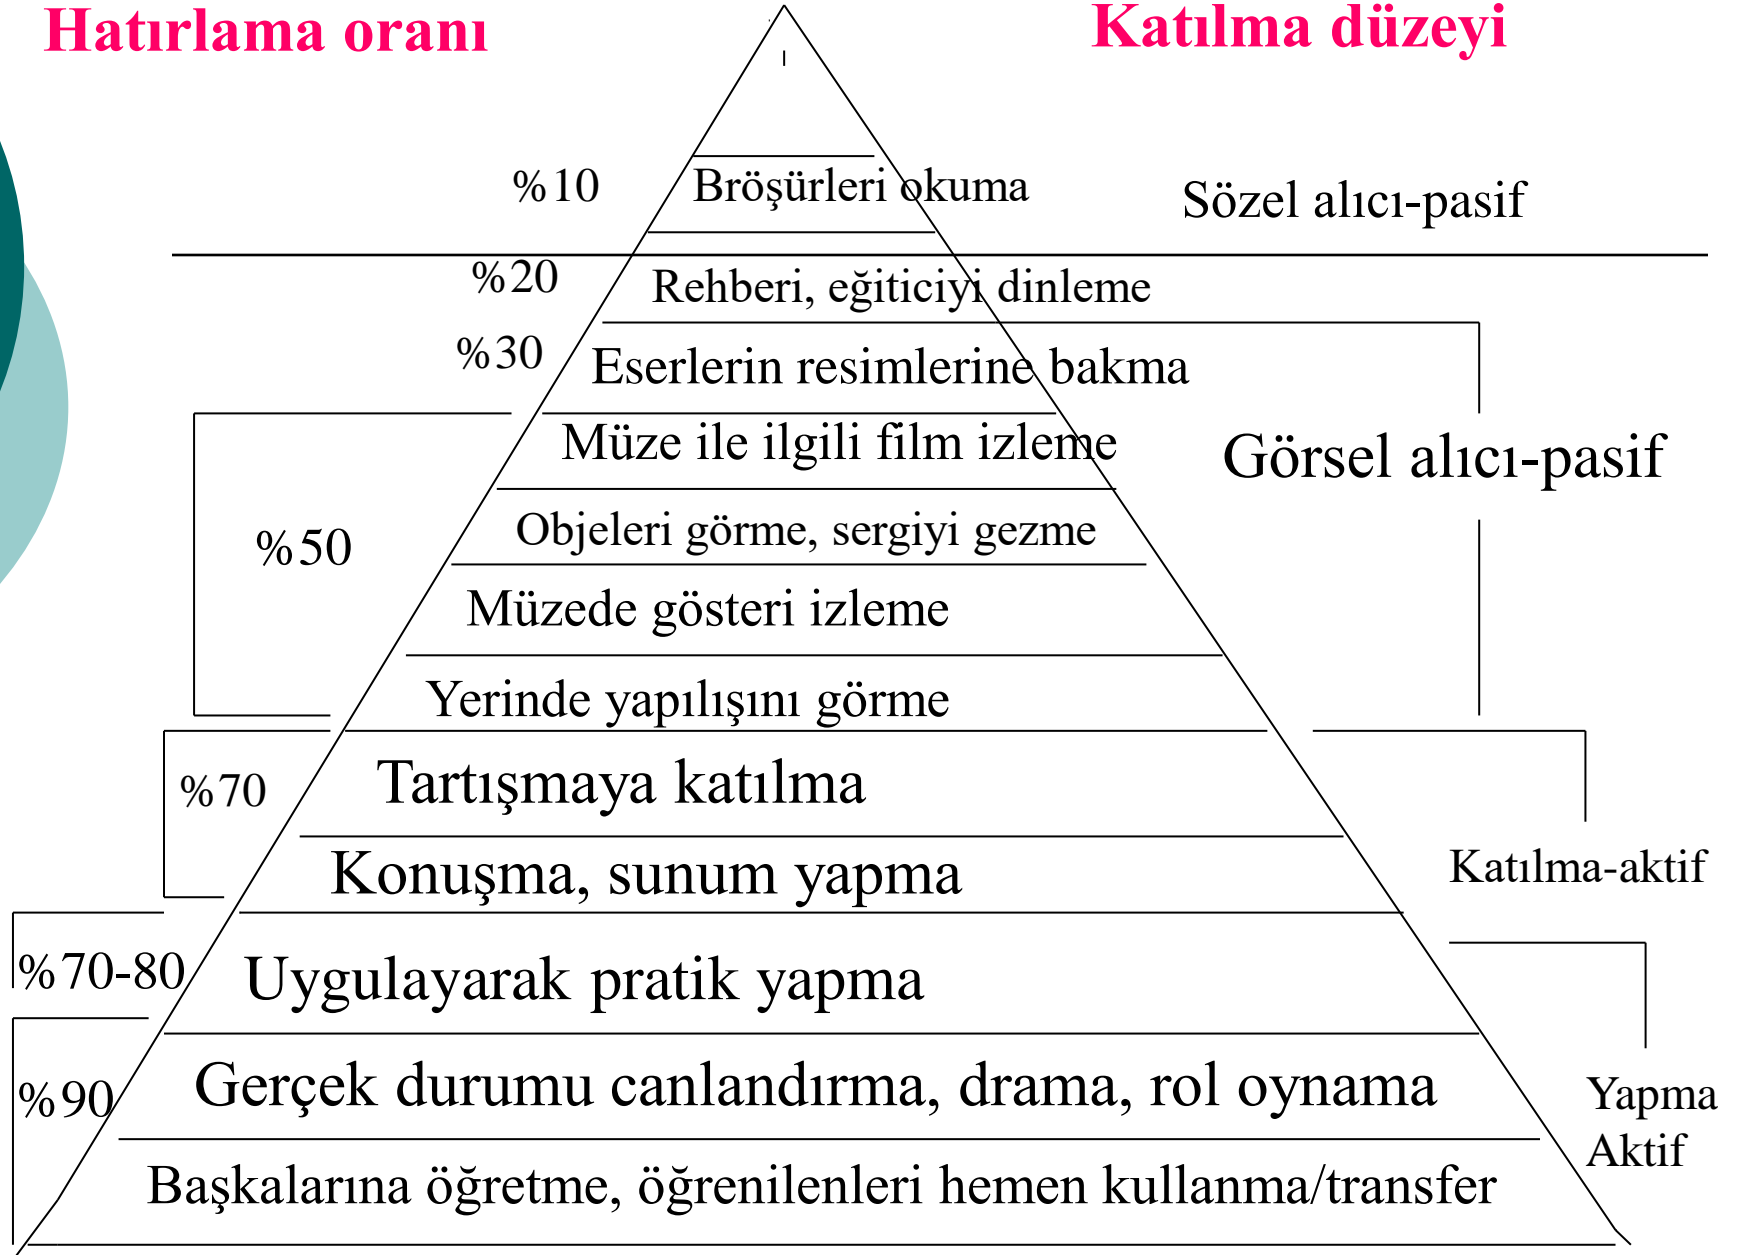 Hatırlama oranı
Katılma düzeyi
%10
Bröşürleri okuma
Sözel alıcı-pasif
%20
Rehberi, eğiticiyi dinleme
%30
Eserlerin resimlerine bakma
Müze ile ilgili film izleme
Görsel alıcı-pasif
%50
Objeleri görme, sergiyi gezme
Müzede gösteri izleme
Yerinde yapılışını görme
%70
Tartışmaya katılma
Konuşma, sunum yapma
Katılma-aktif
%70-80
Uygulayarak pratik yapma
%90
Gerçek durumu canlandırma, drama, rol oynama
Yapma
Aktif
Başkalarına öğretme, öğrenilenleri hemen kullanma/transfer